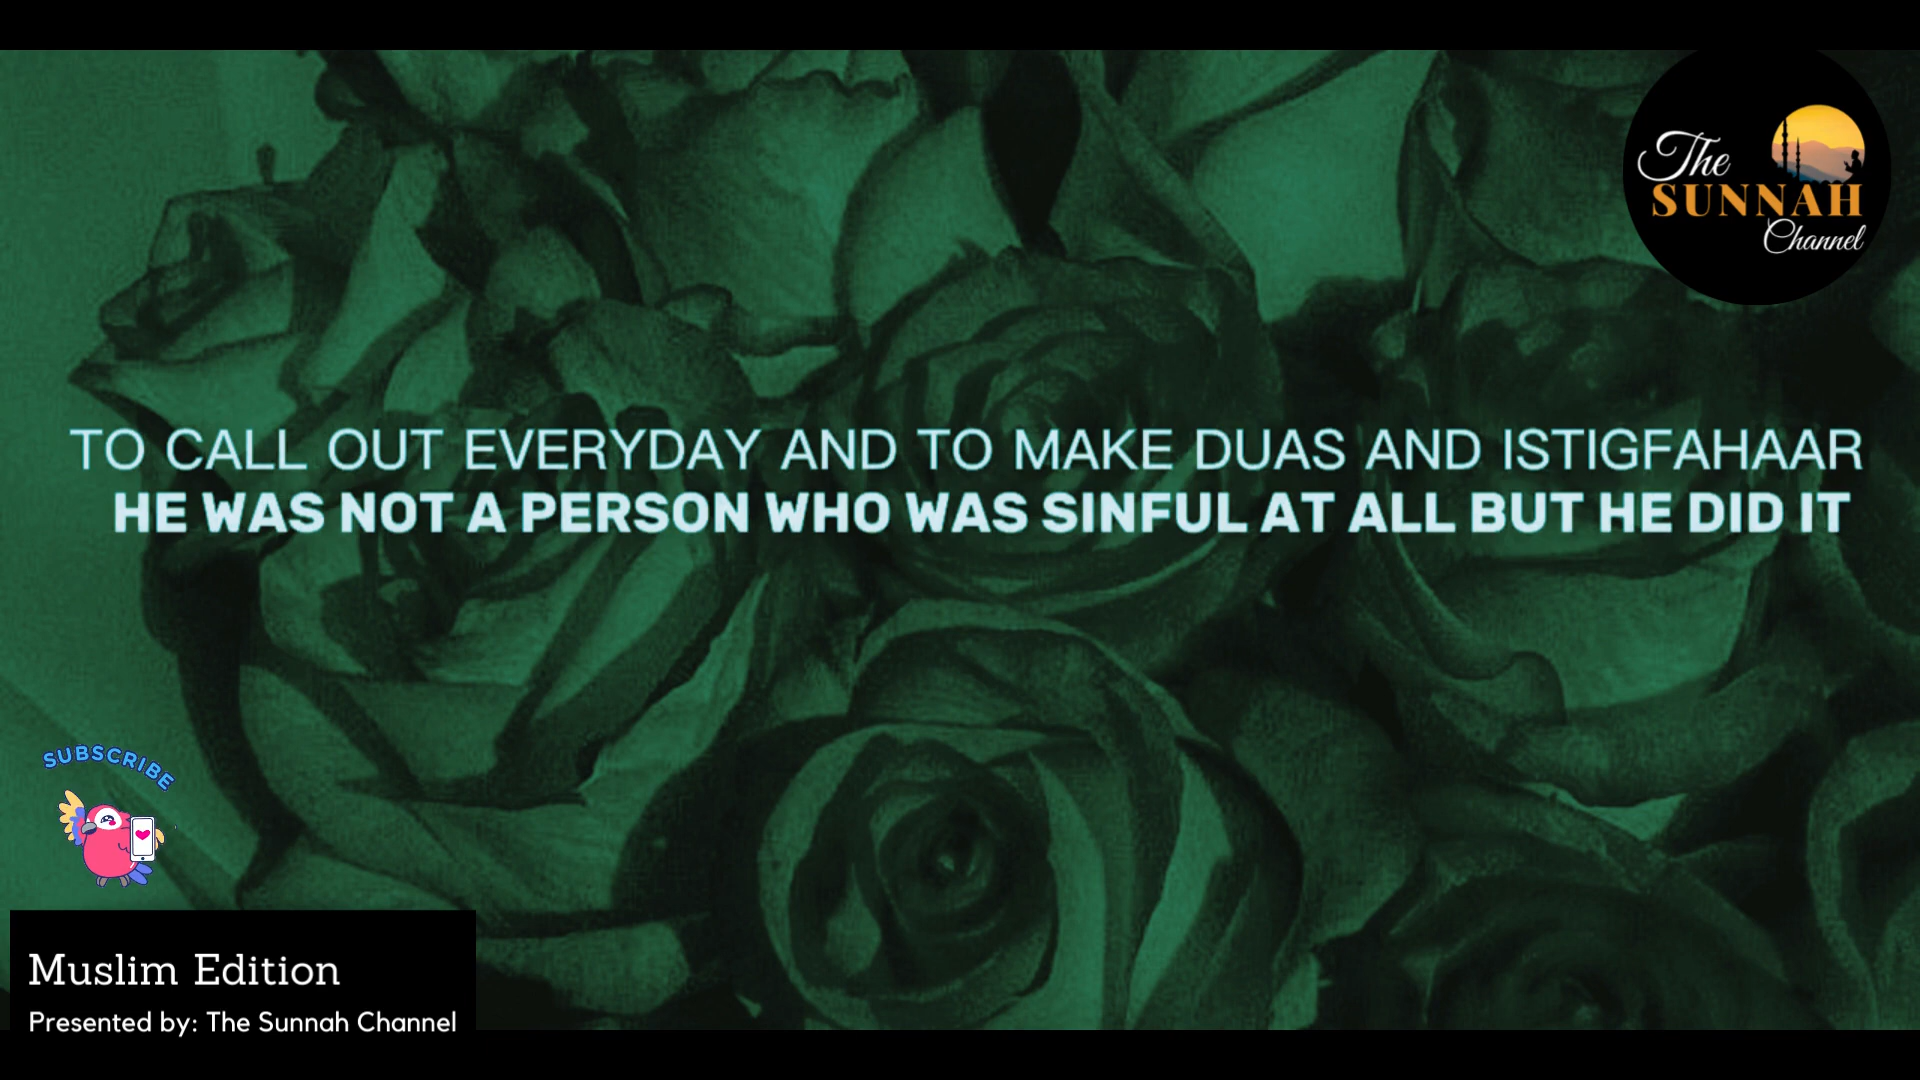 The
SUNNAH
Channel
TO CALL OUT EVERYDAY AND TO MAKE DUAS AND ISTIGFAHAAR
HE WAS NOT A PERSON WHO WAS SINFUL AT ALL BUT HE DID IT
SUBSCRIBE
Muslim Edition
Presented by: The Sunnah Channel